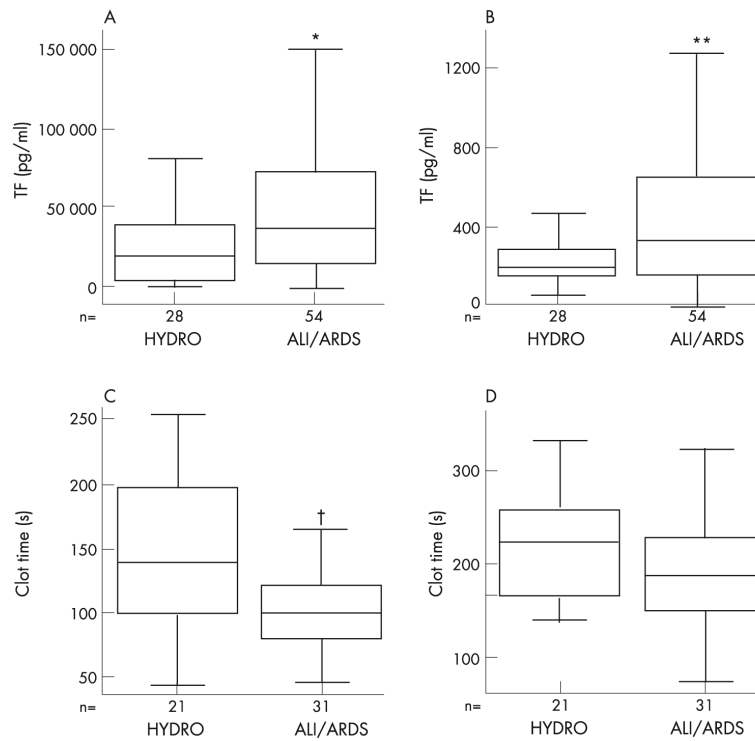 A
TF (pg/ml)
150 000
100 000
50 000
0
*
n= 28 54
HYDRO ALI/ARDS
B
TF (pg/ml)
1200
800
400
0
**
n= 28 54
HYDRO ALI/ARDS
C
Clot time (s)
250
200
150
100
50
†
n= 21 31
HYDRO ALI/ARDS
D
Clot time (s)
300
200
100
n= 21 31
HYDRO ALI/ARDS